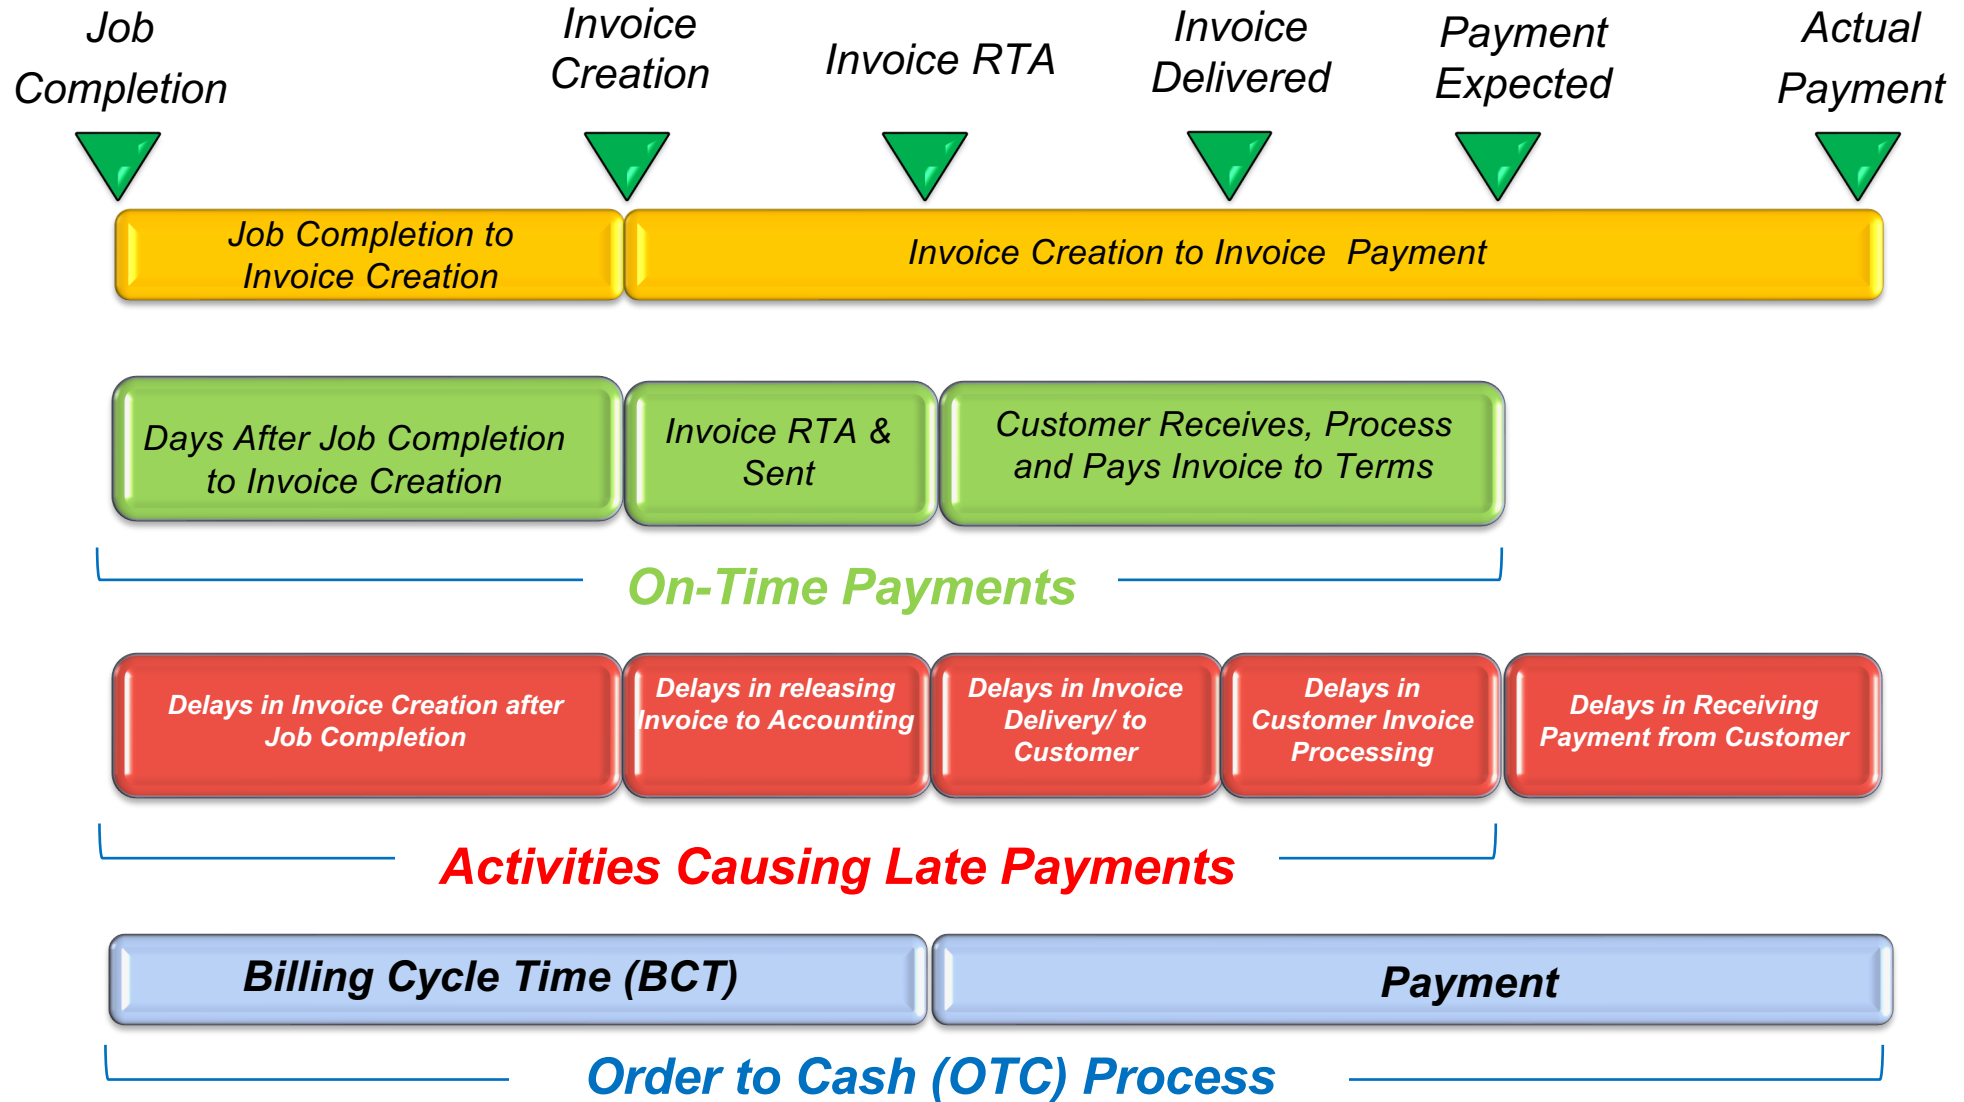 Job
Completion
Invoice
Creation
Invoice RTA
Invoice
Delivered
Payment
Expected
Actual
Payment
Job Completion to
Invoice Creation
Invoice Creation to Invoice  Payment
Days After Job Completion
to Invoice Creation
Invoice RTA &
Sent
Customer Receives, Process
and Pays Invoice to Terms
On-Time Payments
Delays in Invoice Creation after
Job Completion
Delays in releasing
Invoice to Accounting
Delays in Invoice
Delivery/ to
Customer
Delays in
Customer Invoice
Processing
Delays in Receiving
Payment from Customer
Activities Causing Late Payments
Billing Cycle Time (BCT)
Payment
Order to Cash (OTC) Process